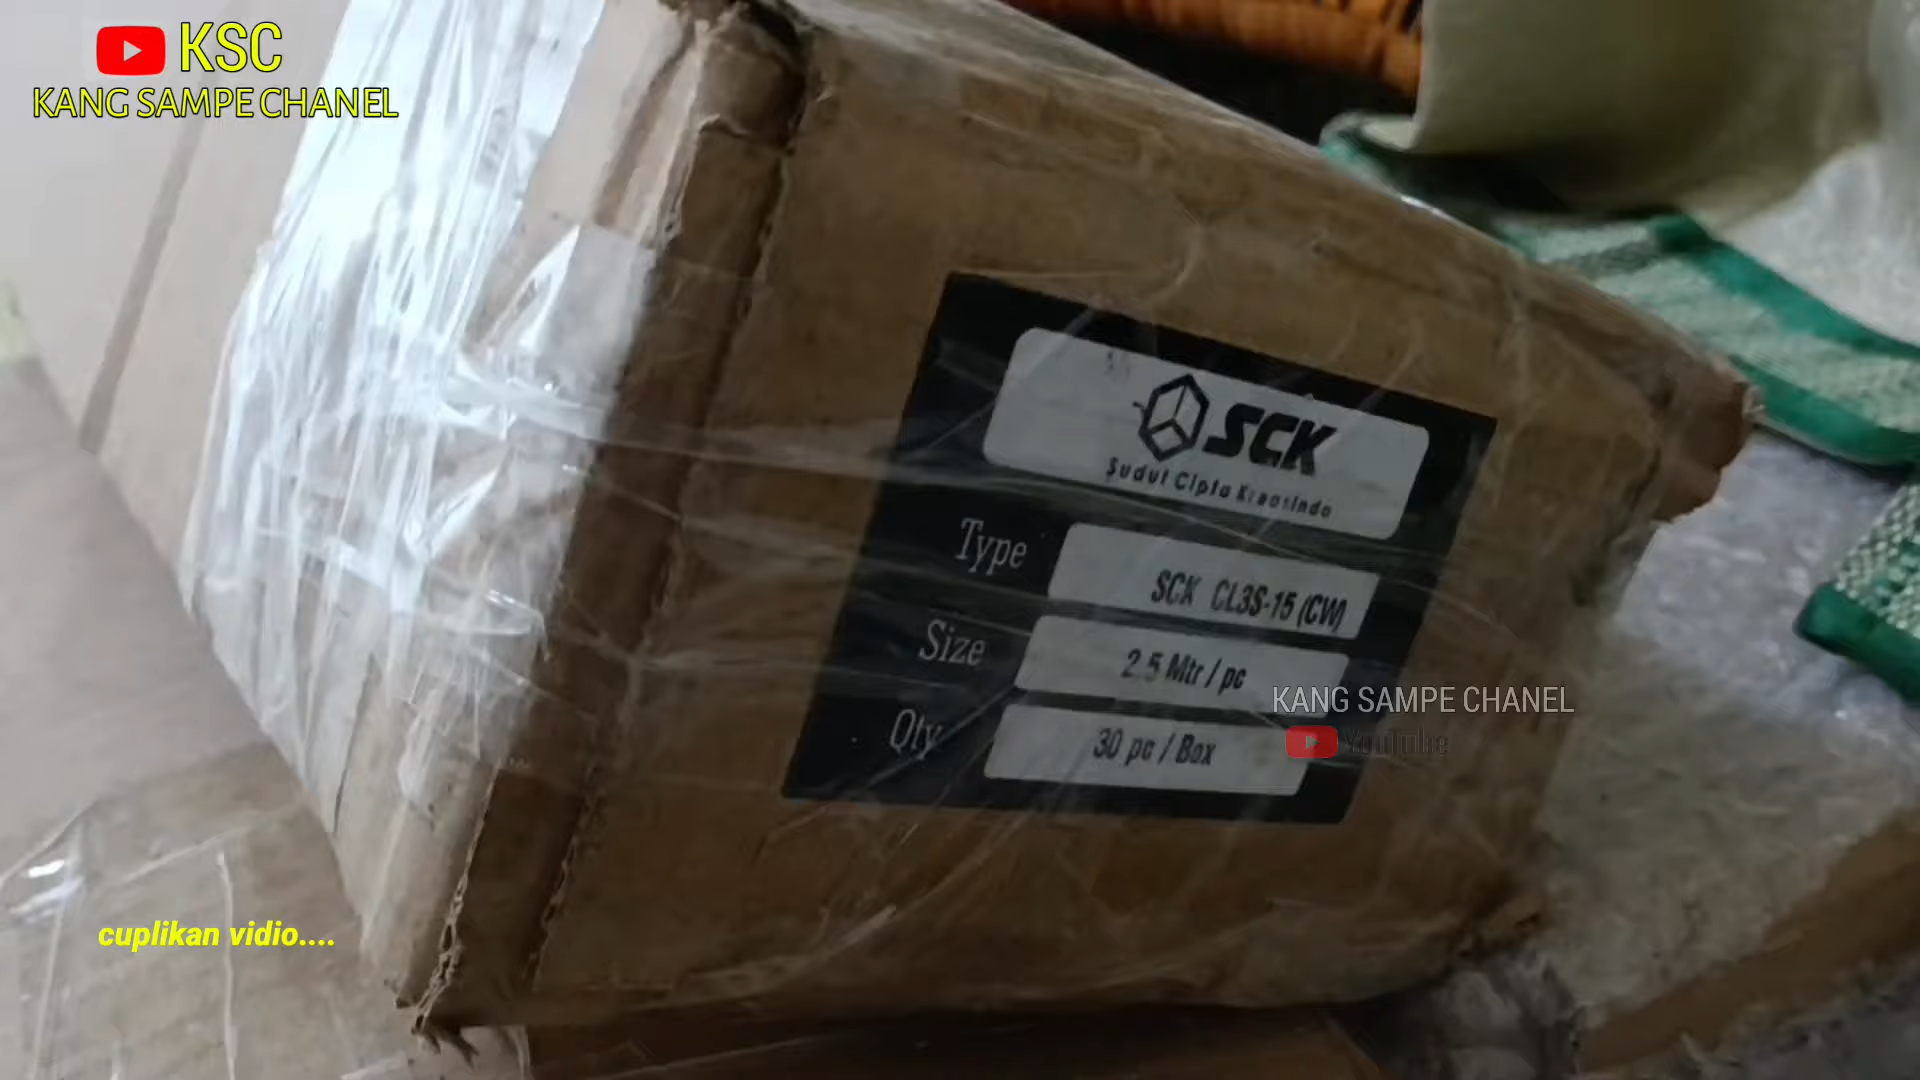 KSC
KANG SAMPE CHANEL
SCK
Sudut Cipta Kreasindo
Type
SCK CL3S-15 (CW)
Size
2.5 Mtr / pc
KANG SAMPE CHANEL
Qty
30 pc / Box
YouTube
cuplikan vidio....